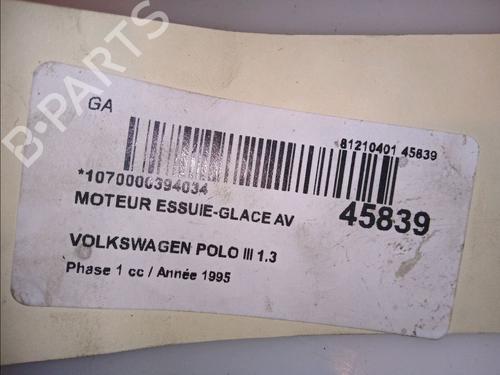 B-PARTS
GA
81210401 45839
*1070000394034
MOTEUR ESSUIE-GLACE AV
45839
VOLKSWAGEN POLO III 1.3
Phase 1 cc / Année 1995